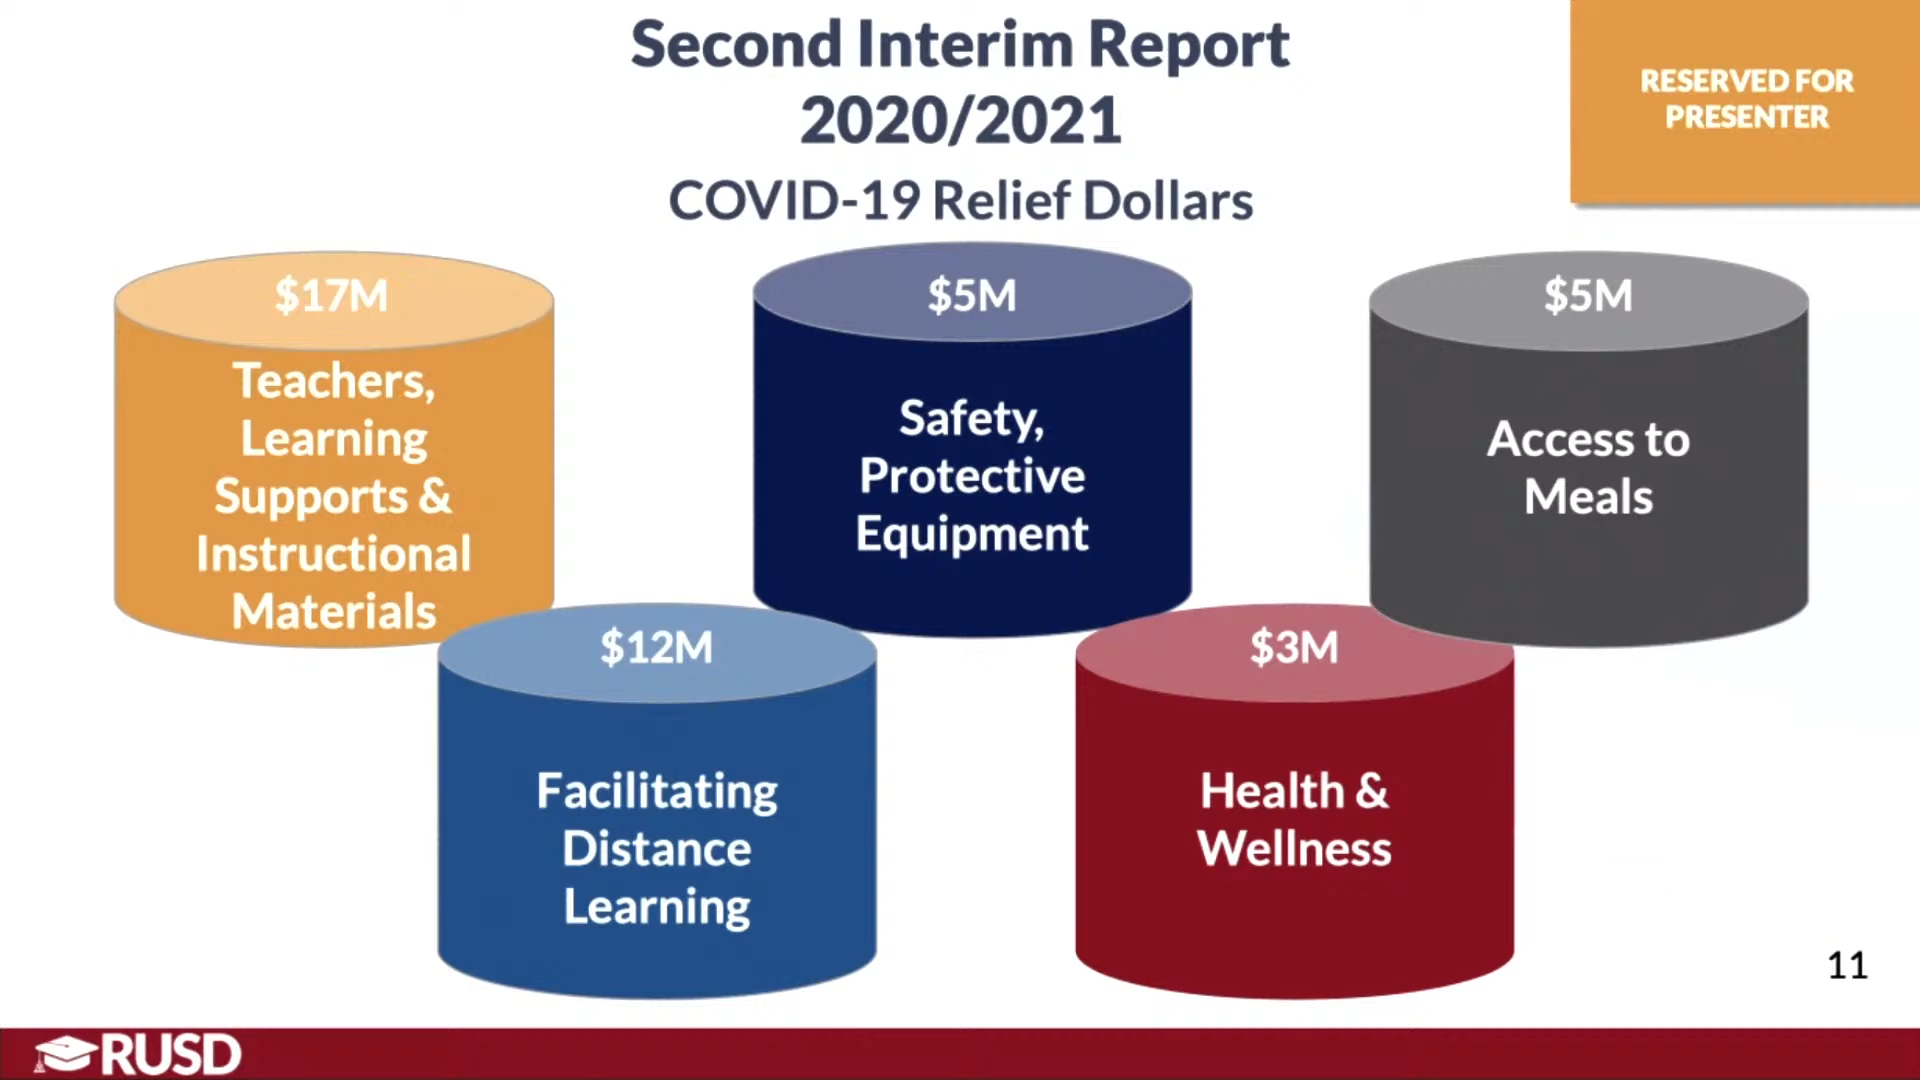 Second Interim Report
2020/2021
COVID-19 Relief Dollars
RESERVED FOR
PRESENTER
$17M
Teachers,
Learning
Supports &
Instructional
Materials
$5M
Safety,
Protective
Equipment
$5M
Access to
Meals
$12M
Facilitating
Distance
Learning
$3M
Health &
Wellness
11
RUSD